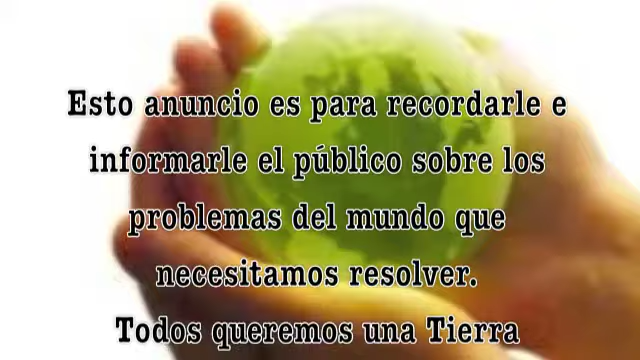 Esto anuncio es para recordarle e
informarle el público sobre los
problemas del mundo que
necesitamos resolver.
Todos queremos una Tierra